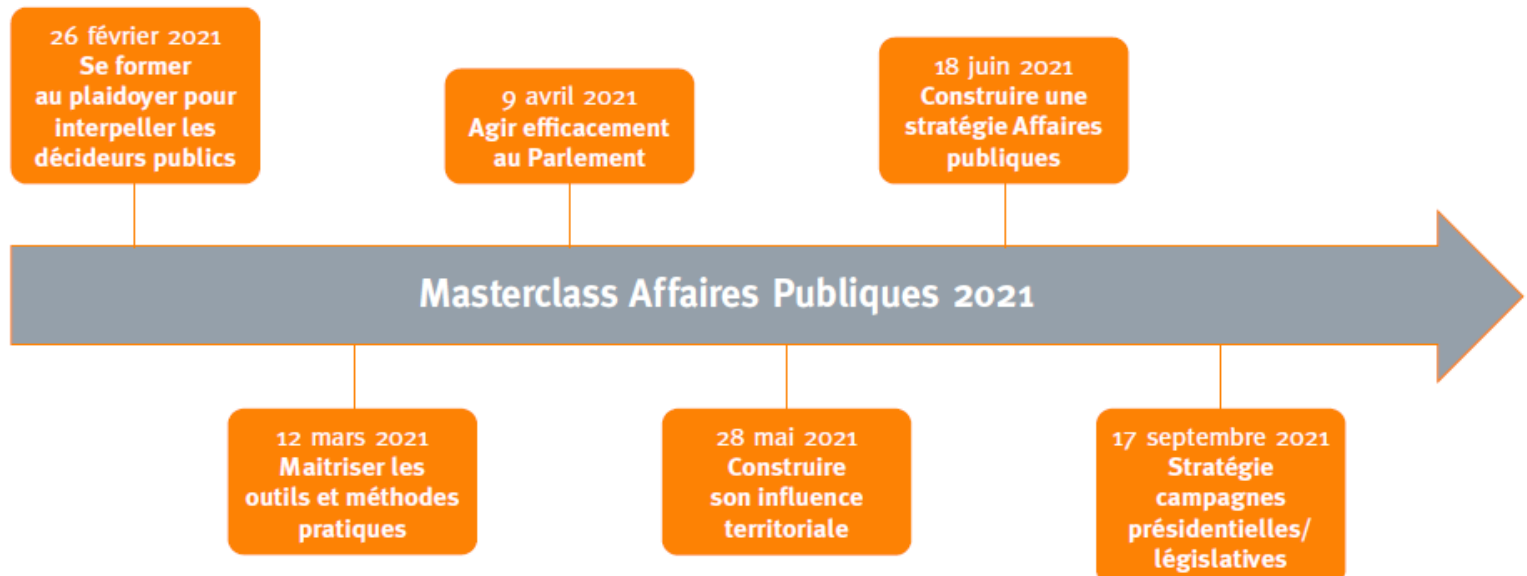 26 février 2021
Se former
au plaidoyer pour
interpeller les
décideurs publics
9 avril 2021
Agir efficacement
au Parlement
18 juin 2021
Construire une
stratégie Affaires
publiques
Masterclass Affaires Publiques 2021
12 mars 2021
Maitriser les
outils et méthodes
pratiques
28 mai 2021
Construire
son influence
territoriale
17 septembre 2021
Stratégie
campagnes
présidentielles/
législatives